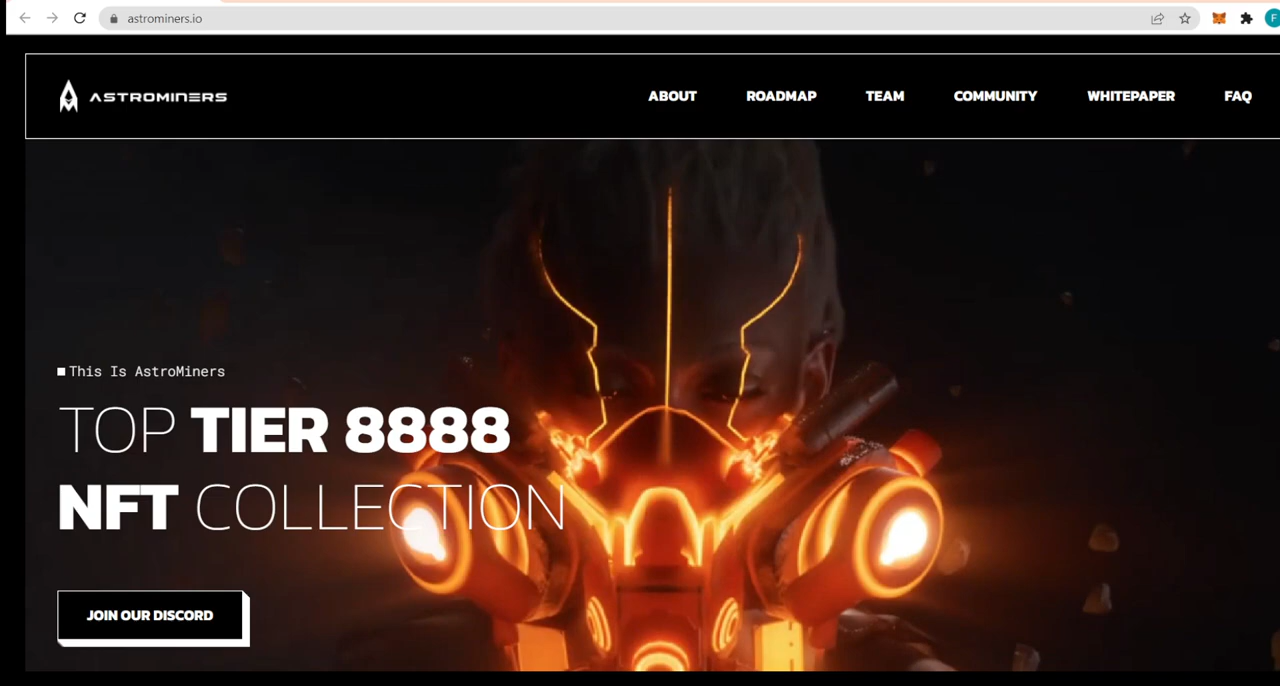 astrominers.io
F
ASTROMINERS
ABOUT
ROADMAP
TEAM
COMMUNITY
WHITEPAPER
FAQ
This Is AstroMiners
TOP TIER 8888
NFT COLLECTION
JOIN OUR DISCORD